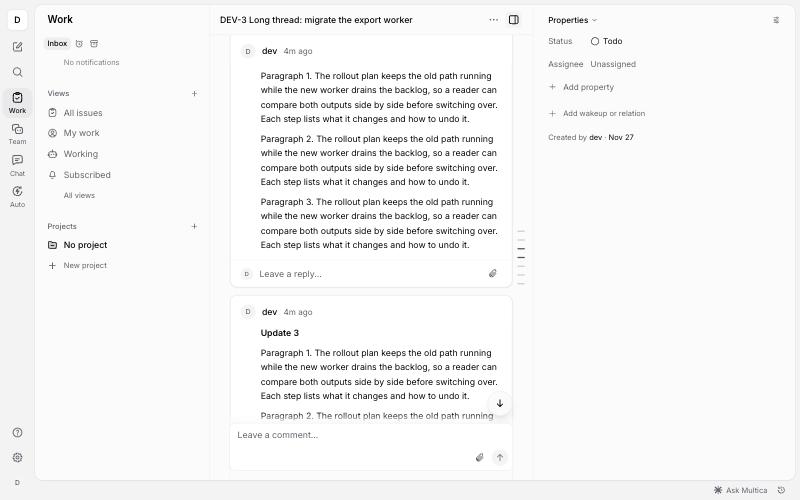 D
Work
Team
Chat
Auto
D
Work
Inbox
No notifications
Views
All issues
My work
Working
Subscribed
All views
Projects
No project
New project
DEV-3 Long thread: migrate the export worker
D dev 4m ago
Paragraph 1. The rollout plan keeps the old path running
while the new worker drains the backlog, so a reader can
compare both outputs side by side before switching over.
Each step lists what it changes and how to undo it.
Paragraph 2. The rollout plan keeps the old path running
while the new worker drains the backlog, so a reader can
compare both outputs side by side before switching over.
Each step lists what it changes and how to undo it.
Paragraph 3. The rollout plan keeps the old path running
while the new worker drains the backlog, so a reader can
compare both outputs side by side before switching over.
Each step lists what it changes and how to undo it.
D Leave a reply...
D dev 4m ago
Update 3
Paragraph 1. The rollout plan keeps the old path running
while the new worker drains the backlog, so a reader can
compare both outputs side by side before switching over.
Each step lists what it changes and how to undo it.
Paragraph 2. The rollout plan keeps the old path running
Leave a comment...
Properties
Status Todo
Assignee Unassigned
Add property
Add wakeup or relation
Created by dev · Nov 27
Ask Multica